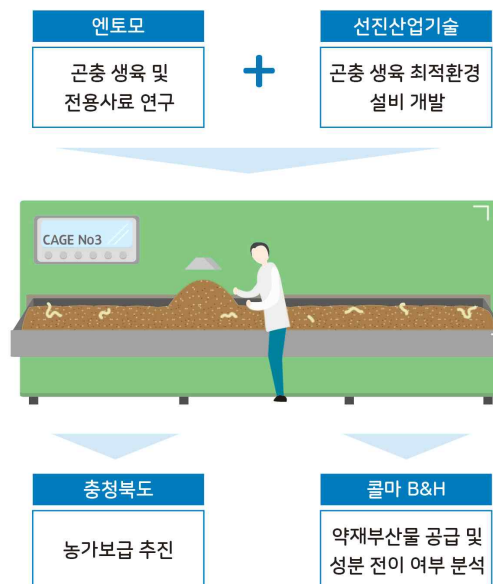 엔토모
곤충 생육 및
전용사료 연구
+
선진산업기술
곤충 생육 최적환경
설비 개발
CAGE No3
충청북도
농가보급 추진
콜마 B&H
약재부산물 공급 및
성분 전이 여부 분석